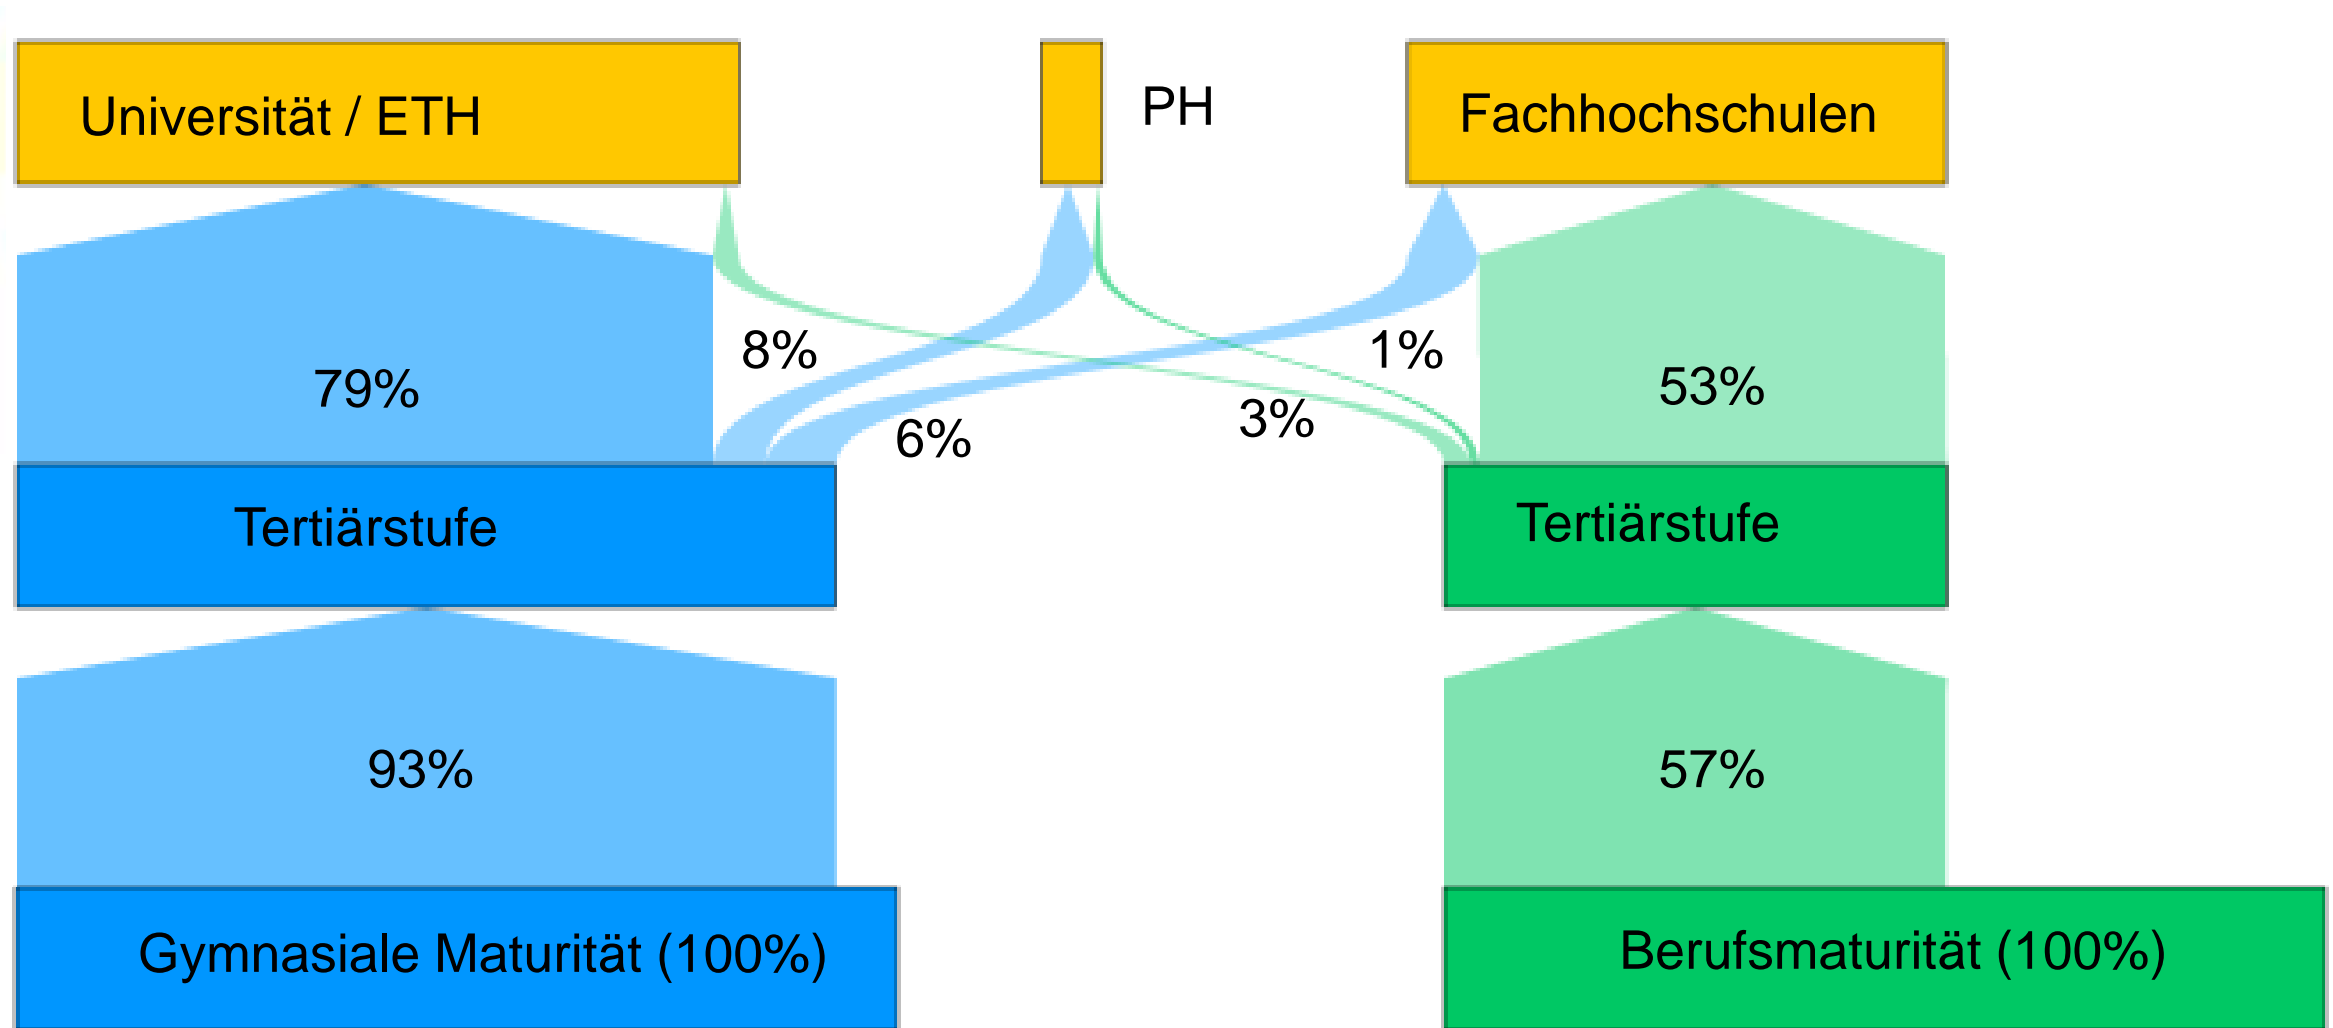 Universität / ETH
PH
Fachhochschulen
8%
1%
79%
53%
6%
3%
Tertiärstufe
Tertiärstufe
93%
57%
Gymnasiale Maturität (100%)
Berufsmaturität (100%)